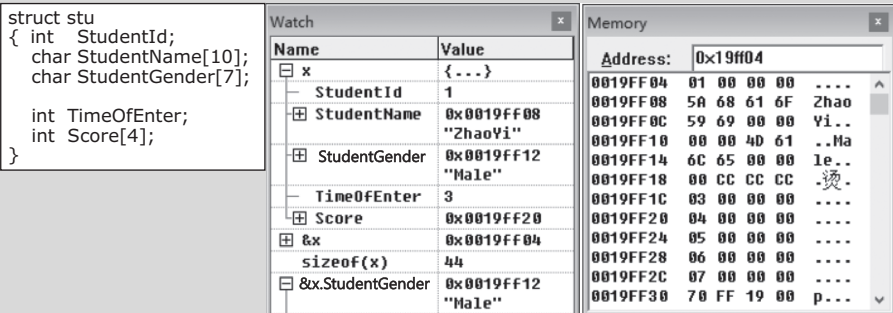 struct stu
{ int StudentId;
char StudentName[10];
char StudentGender[7];
int TimeOfEnter;
int Score[4];
}
Watch
x
Name Value
x {...}
StudentId 1
StudentName 0x0019ff08
"ZhaoYi"
StudentGender 0x0019ff12
"Male"
TimeOfEnter 3
Score 0x0019ff20
&x 0x0019ff04
sizeof(x) 44
&x.StudentGender 0x0019ff12
"Male"
Memory
x
Address: 0x19ff04
0019FF04 01 00 00 00 ....
0019FF08 5A 68 61 6F Zhao
0019FF0C 59 69 00 00 Yi..
0019FF10 00 00 4D 61 ..Ma
0019FF14 6C 65 00 00 le..
0019FF18 00 CC CC CC .烫.
0019FF1C 03 00 00 00 ....
0019FF20 04 00 00 00 ....
0019FF24 05 00 00 00 ....
0019FF28 06 00 00 00 ....
0019FF2C 07 00 00 00 ....
0019FF30 70 FF 19 00 p...